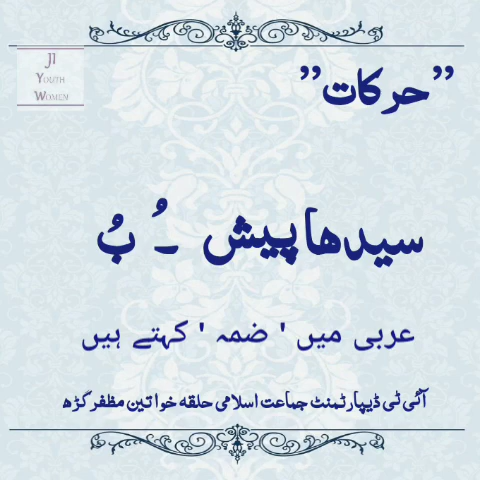 JI
YOUTH
WOMEN
”حرکات”
سیدھا پیش ـُ بُ
عربی میں ' ضمہ ' کہتے ہیں
آئی ٹی ڈیپارٹمنٹ جماعت اسلامی حلقہ خواتین مظفر گڑھ